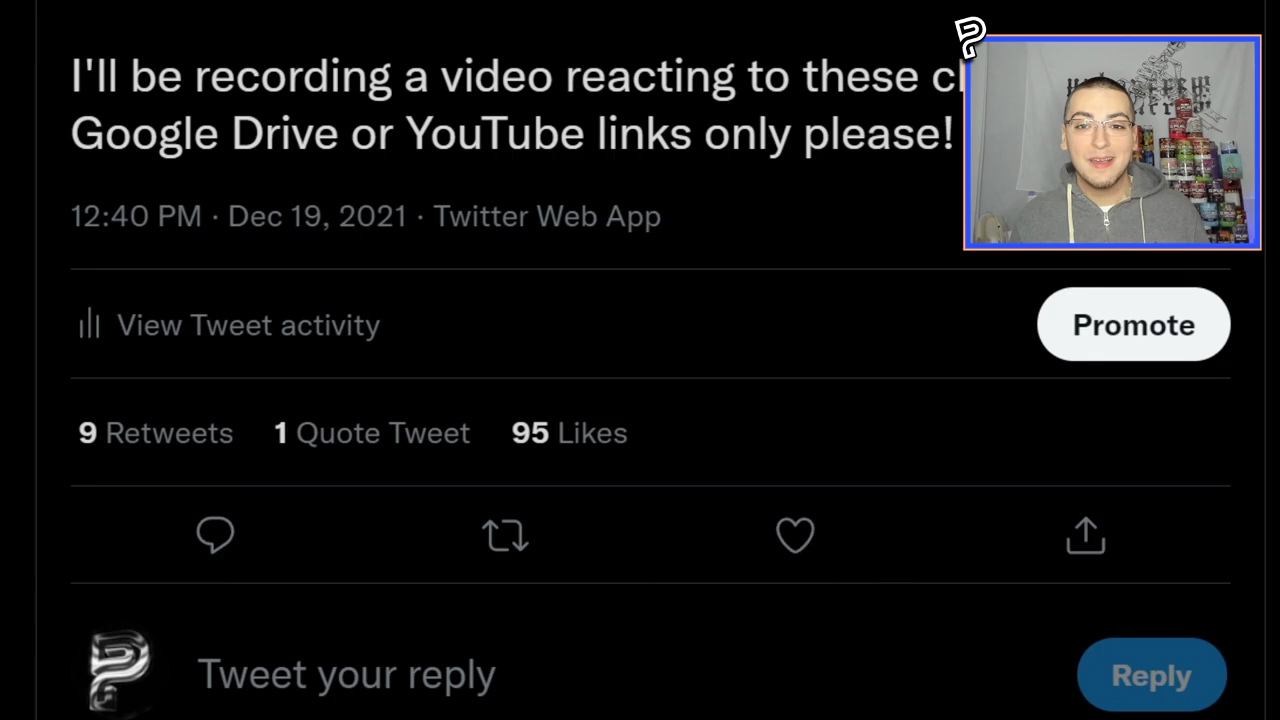 I'll be recording a video reacting to these
Google Drive or YouTube links only please!
12:40 PM · Dec 19, 2021 · Twitter Web App
View Tweet activity
Promote
9 Retweets 1 Quote Tweet 95 Likes
Tweet your reply
Reply